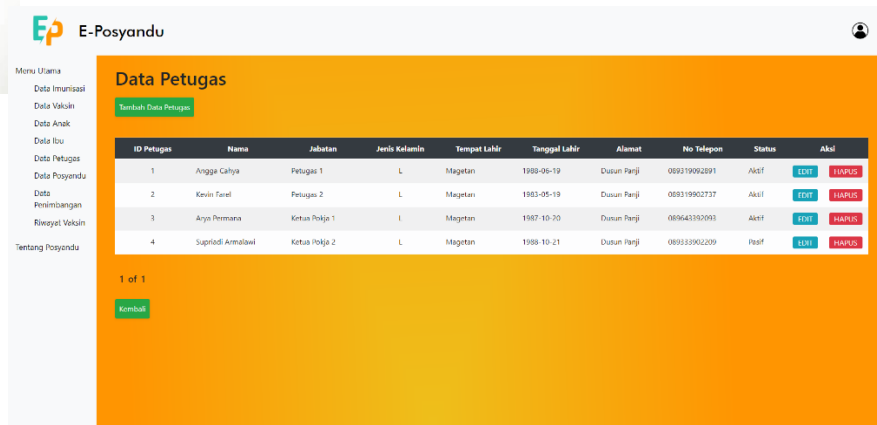 EP E-Posyandu
Menu Utama
Data Imunisasi
Data Vaksin
Data Anak
Data Ibu
Data Petugas
Data Posyandu
Data
Penimbangan
Riwayat Vaksin
Tentang Posyandu
Data Petugas
Tambah Data Petugas
ID Petugas Nama Jabatan Jenis Kelamin Tempat Lahir Tanggal Lahir Alamat No Telepon Status Aksi
1 Angga Cahya Petugas 1 L Magetan 1988-06-19 Dusun Panji 089319092891 Aktif EDIT HAPUS
2 Kevin Farel Petugas 2 L Magetan 1983-05-19 Dusun Panji 089319902737 Aktif EDIT HAPUS
3 Arya Permana Ketua Pokja 1 L Magetan 1987-10-20 Dusun Panji 089643392093 Aktif EDIT HAPUS
4 Supriadi Armalawi Ketua Pokja 2 L Magetan 1988-10-21 Dusun Panji 089333902209 Pasif EDIT HAPUS
1 of 1
Kembali